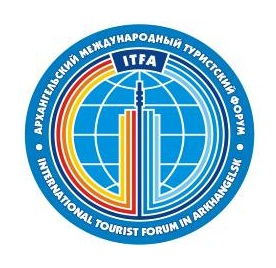 АРХАНГЕЛЬСКИЙ МЕЖДУНАРОДНЫЙ ТУРИСТСКИЙ ФОРУМ
ITFA
INTERNATIONAL TOURIST FORUM IN ARKHANGELSK